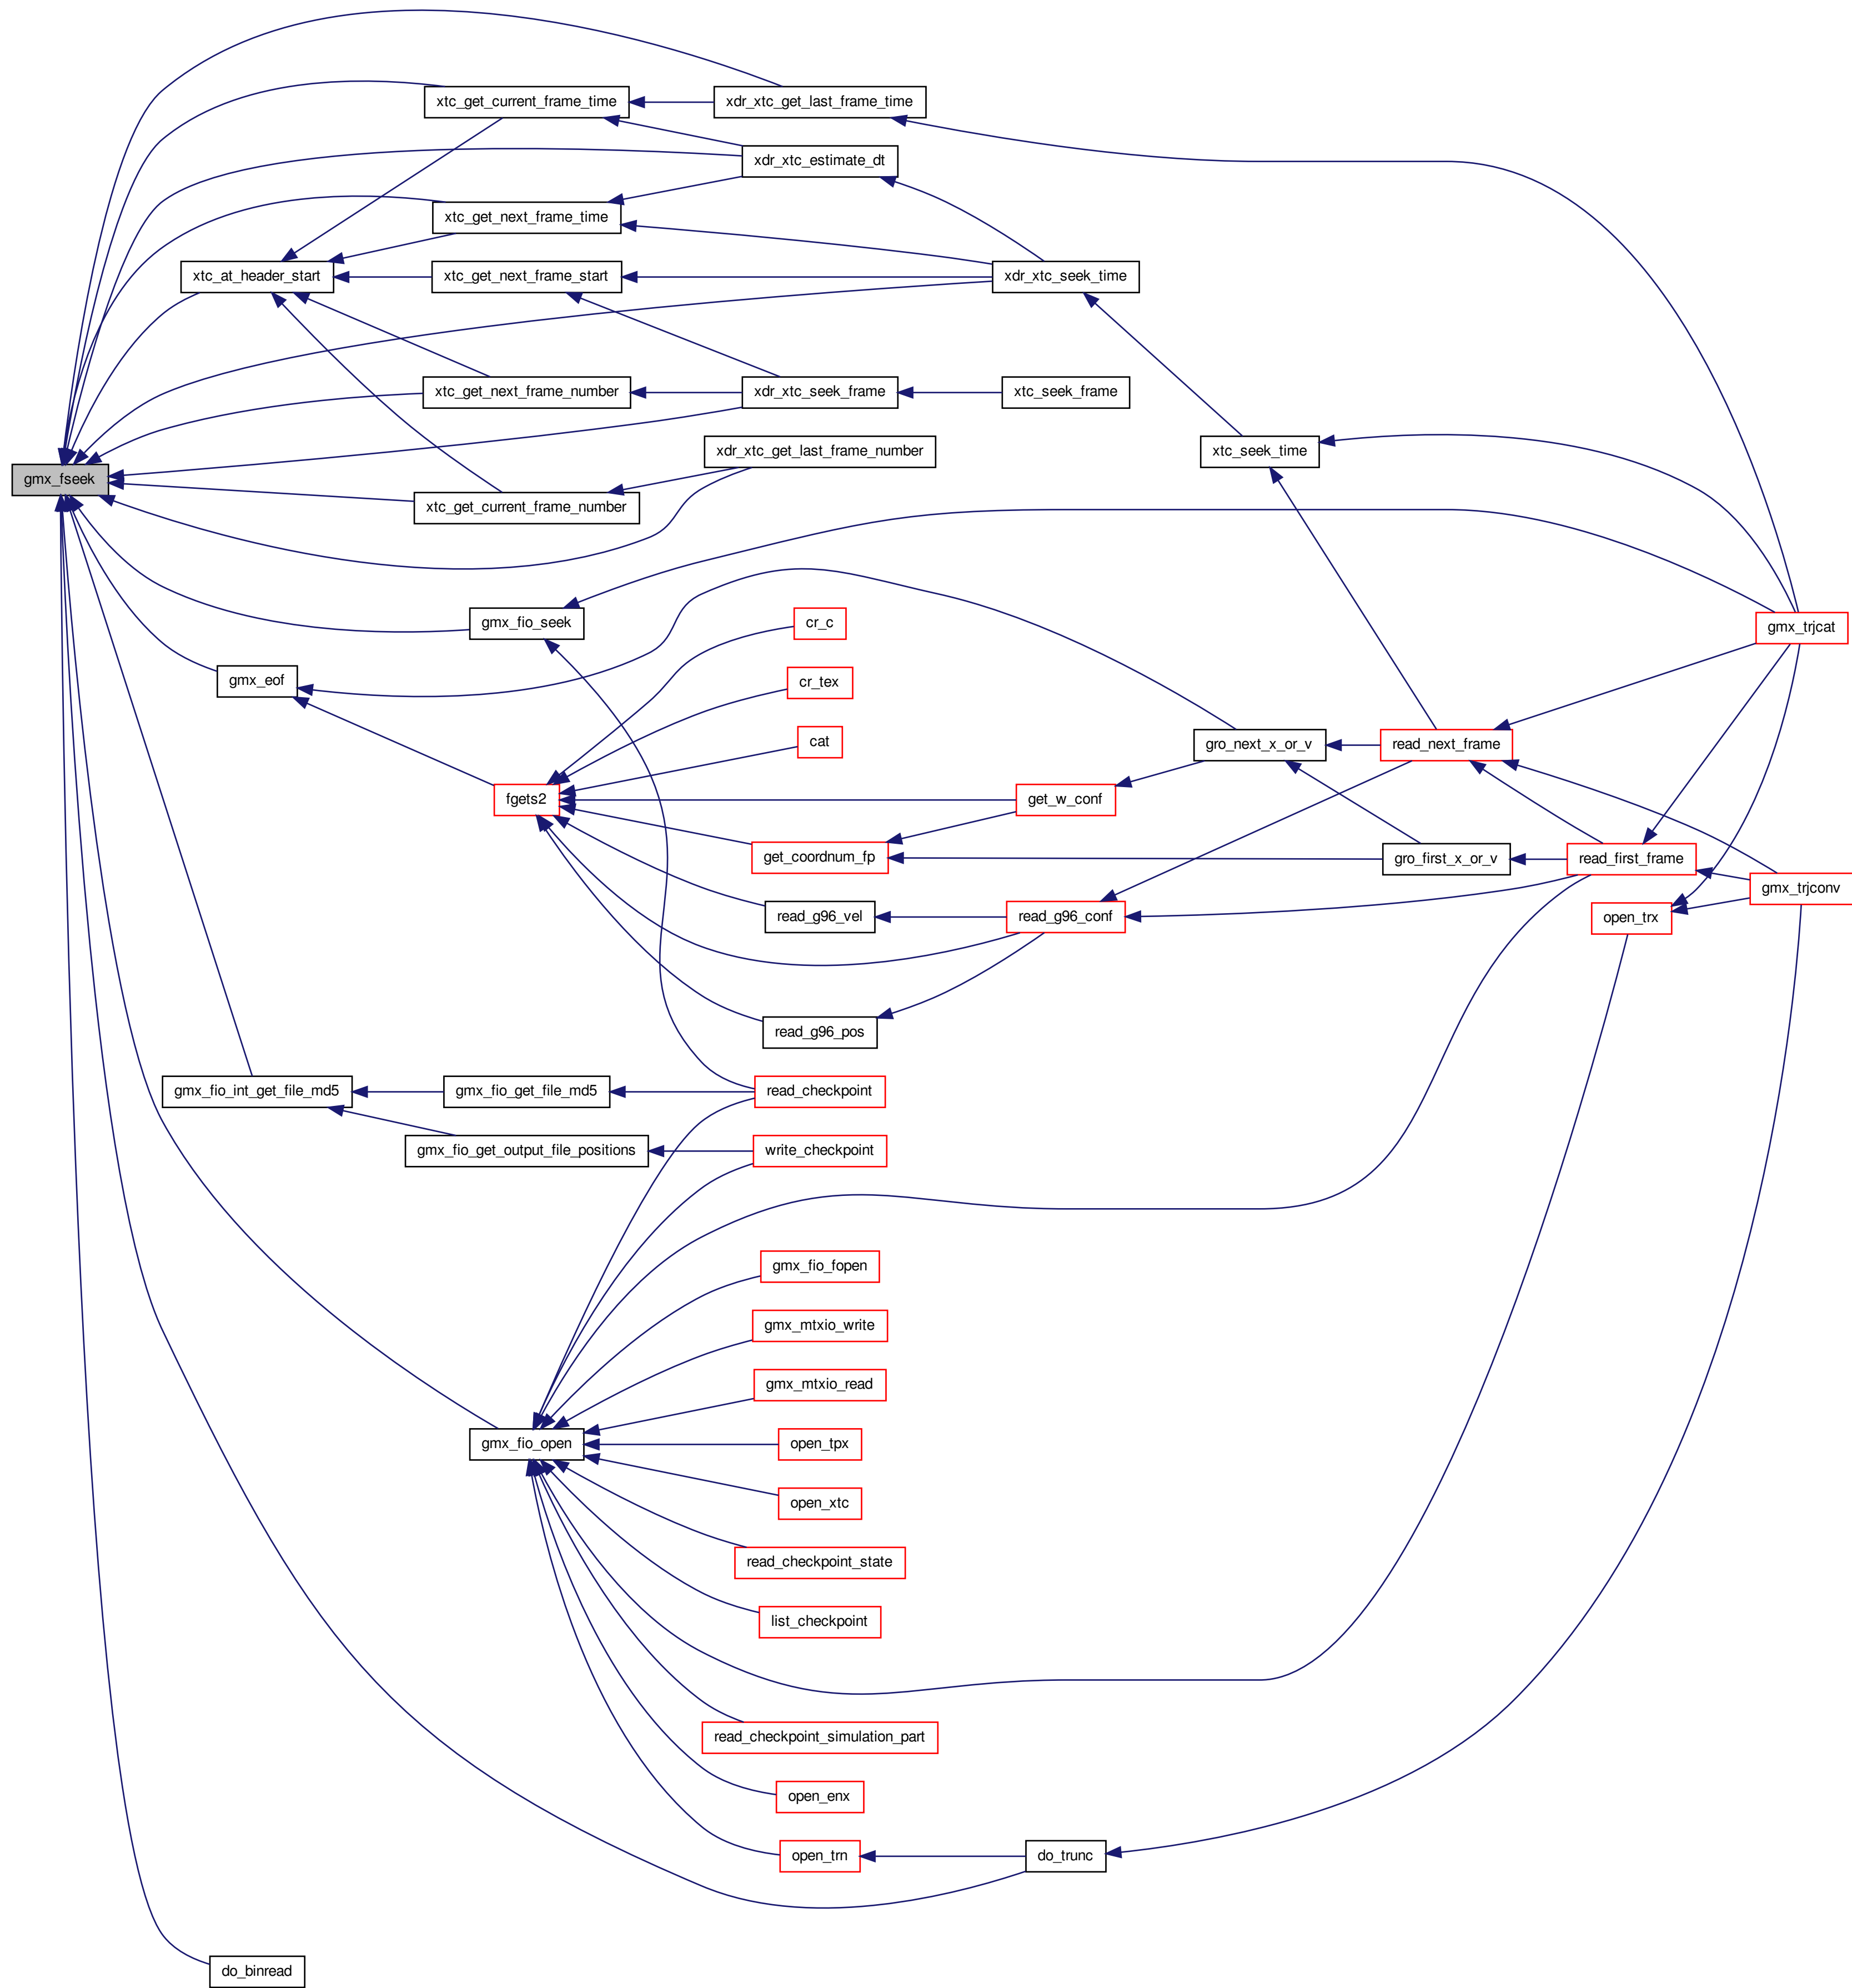 xtc_get_current_frame_time
xdr_xtc_get_last_frame_time
xdr_xtc_estimate_dt
xtc_get_next_frame_time
xtc_at_header_start
xtc_get_next_frame_start
xdr_xtc_seek_time
xtc_get_next_frame_number
xdr_xtc_seek_frame
xtc_seek_frame
xdr_xtc_get_last_frame_number
xtc_seek_time
gmx_fseek
xtc_get_current_frame_number
gmx_fio_seek
cr_c
gmx_trjcat
gmx_eof
cr_tex
cat
gro_next_x_or_v
read_next_frame
fgets2
get_w_conf
get_coordnum_fp
gro_first_x_or_v
read_first_frame
gmx_trjconv
read_g96_vel
read_g96_conf
open_trx
read_g96_pos
gmx_fio_int_get_file_md5
gmx_fio_get_file_md5
read_checkpoint
gmx_fio_get_output_file_positions
write_checkpoint
gmx_fio_fopen
gmx_mtxio_write
gmx_mtxio_read
gmx_fio_open
open_tpx
open_xtc
read_checkpoint_state
list_checkpoint
read_checkpoint_simulation_part
open_enx
open_trn
do_trunc
do_binread